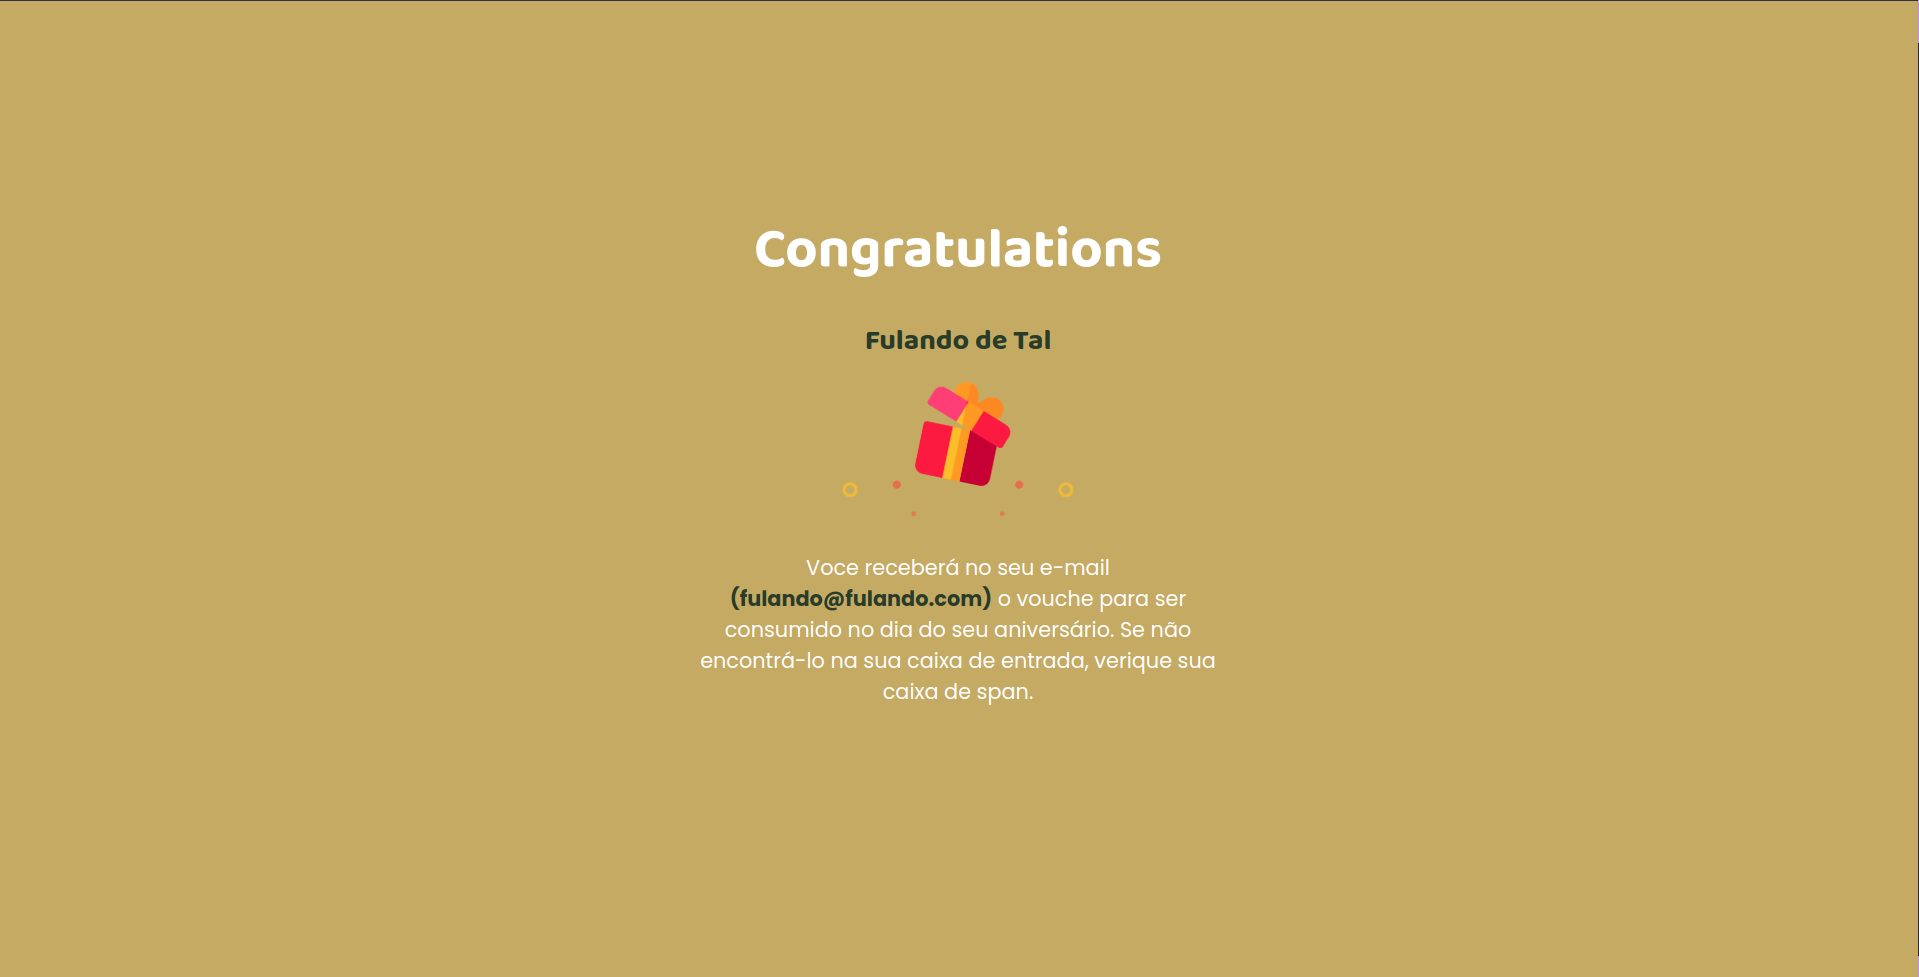 Congratulations
Fulando de Tal
Voce receberá no seu e-mail
(fulando@fulando.com) o vouche para ser
consumido no dia do seu aniversário. Se não
encontrá-lo na sua caixa de entrada, verique sua
caixa de span.